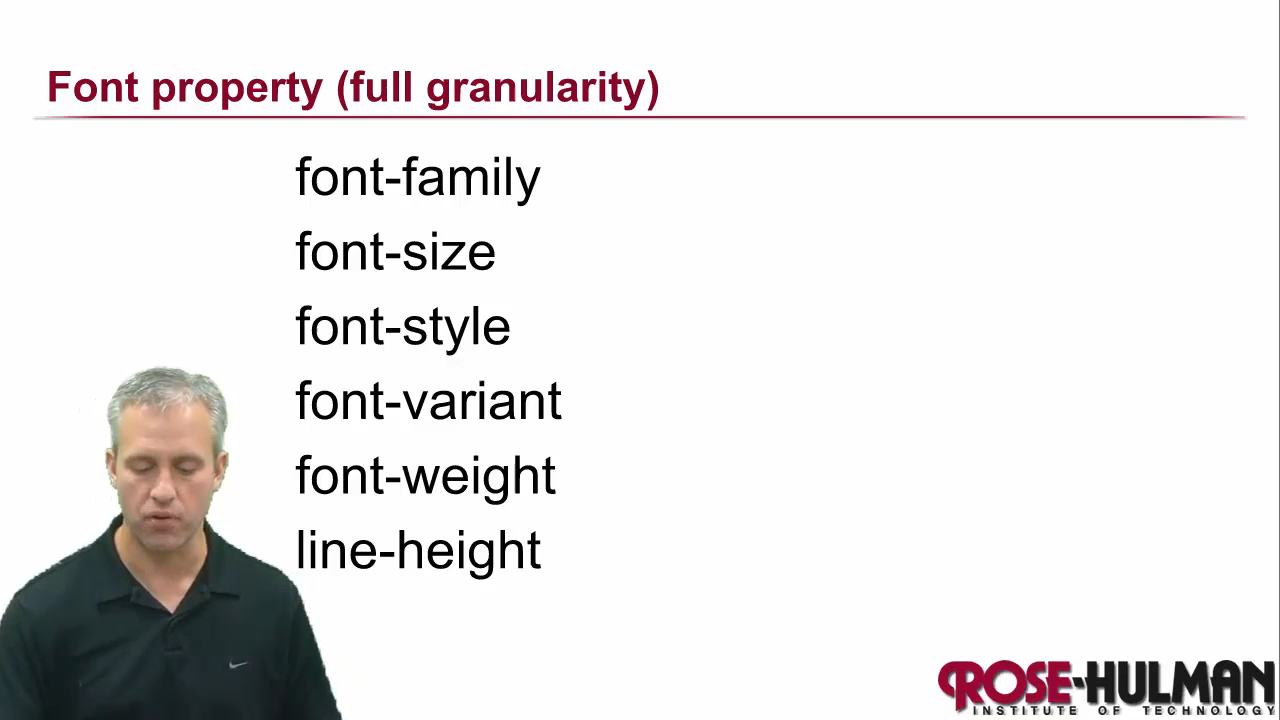 Font property (full granularity)
font-family
font-size
font-style
font-variant
font-weight
line-height
ROSE-HULMAN
INSTITUTE OF TECHNOLOGY